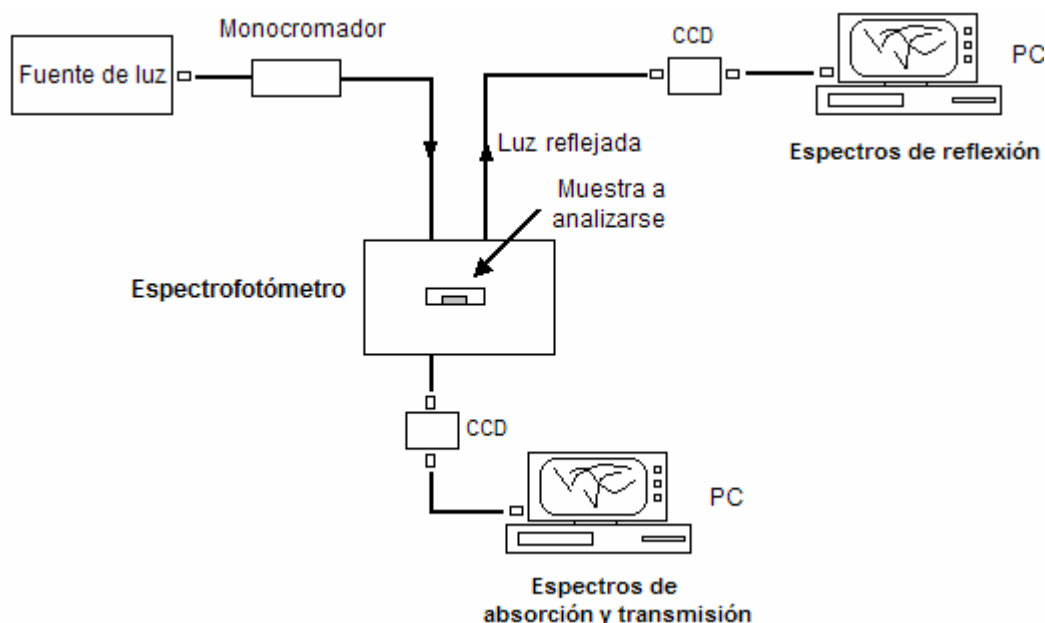 Monocromador
Fuente de luz
CCD
PC
Espectros de reflexión
Luz reflejada
Muestra a
analizarse
Espectrofotómetro
CCD
PC
Espectros de
absorción y transmisión